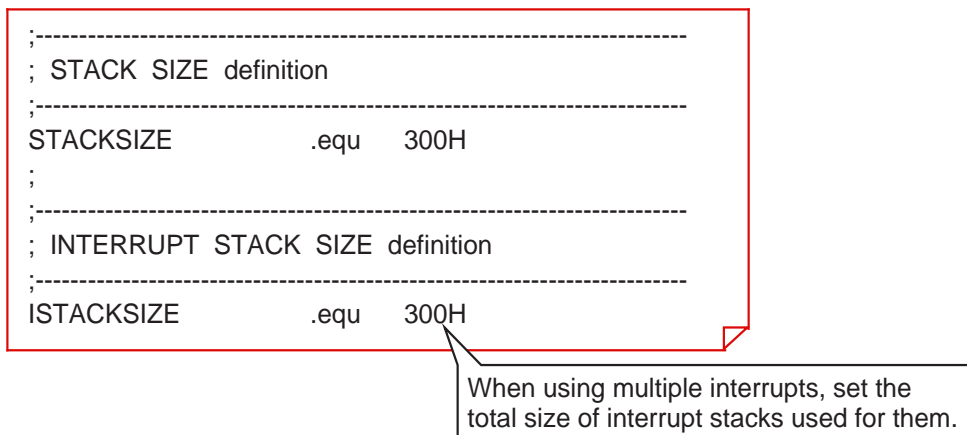 ;---------------------------------------------------------------------------
; STACK SIZE definition
;---------------------------------------------------------------------------
STACKSIZE .equ 300H
;
;---------------------------------------------------------------------------
; INTERRUPT STACK SIZE definition
;---------------------------------------------------------------------------
ISTACKSIZE .equ 300H
When using multiple interrupts, set the
total size of interrupt stacks used for them.